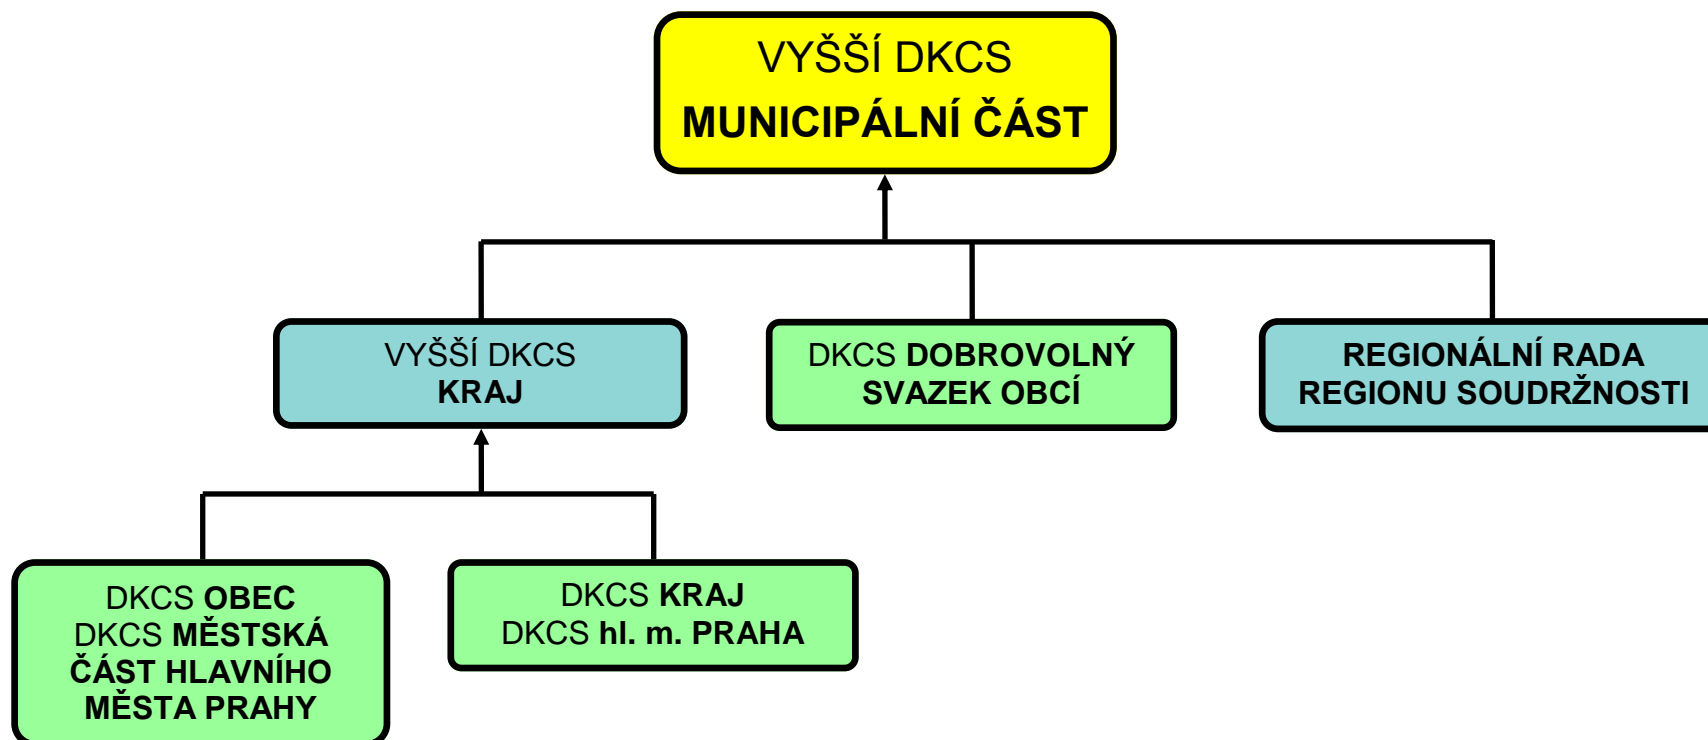 VYŠŠÍ DKCS
MUNICIPÁLNÍ ČÁST
VYŠŠÍ DKCS
KRAJ
DKCS DOBROVOLNÝ
SVAZEK OBCÍ
REGIONÁLNÍ RADA
REGIONU SOUDRŽNOSTI
DKCS OBEC
DKCS MĚSTSKÁ
ČÁST HLAVNÍHO
MĚSTA PRAHY
DKCS KRAJ
DKCS hl. m. PRAHA